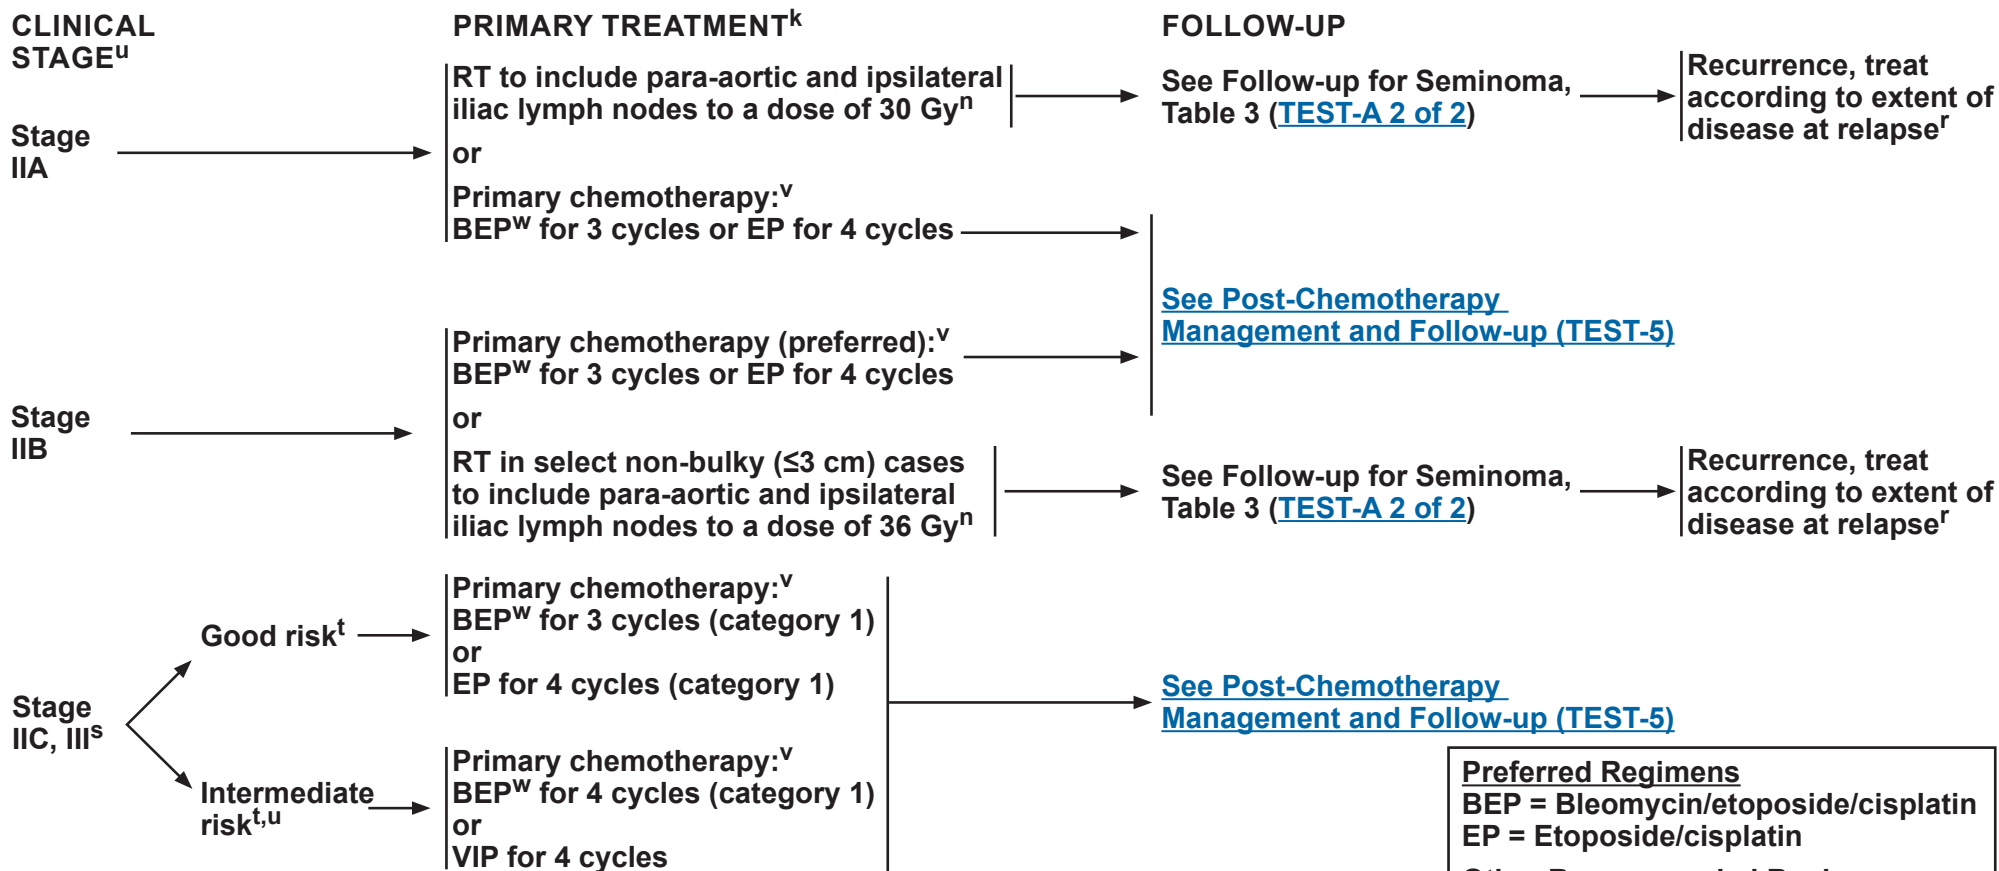 CLINICAL
STAGEᵘ
PRIMARY TREATMENTᵏ
FOLLOW-UP
Stage
IIA
RT to include para-aortic and ipsilateral
iliac lymph nodes to a dose of 30 Gyⁿ
or
Primary chemotherapy:ᵛ
BEPʷ for 3 cycles or EP for 4 cycles
See Follow-up for Seminoma,
Table 3 (TEST-A 2 of 2)
Recurrence, treat
according to extent of
disease at relapseʳ
See Post-Chemotherapy
Management and Follow-up (TEST-5)
Stage
IIB
Primary chemotherapy (preferred):ᵛ
BEPʷ for 3 cycles or EP for 4 cycles
or
RT in select non-bulky (≤3 cm) cases
to include para-aortic and ipsilateral
iliac lymph nodes to a dose of 36 Gyⁿ
See Follow-up for Seminoma,
Table 3 (TEST-A 2 of 2)
Recurrence, treat
according to extent of
disease at relapseʳ
Stage
IIC, IIIˢ
Good riskᵗ
Primary chemotherapy:ᵛ
BEPʷ for 3 cycles (category 1)
or
EP for 4 cycles (category 1)
Intermediate
riskᵗ,ᵘ
Primary chemotherapy:ᵛ
BEPʷ for 4 cycles (category 1)
or
VIP for 4 cycles
See Post-Chemotherapy
Management and Follow-up (TEST-5)
Preferred Regimens
BEP = Bleomycin/etoposide/cisplatin
EP = Etoposide/cisplatin